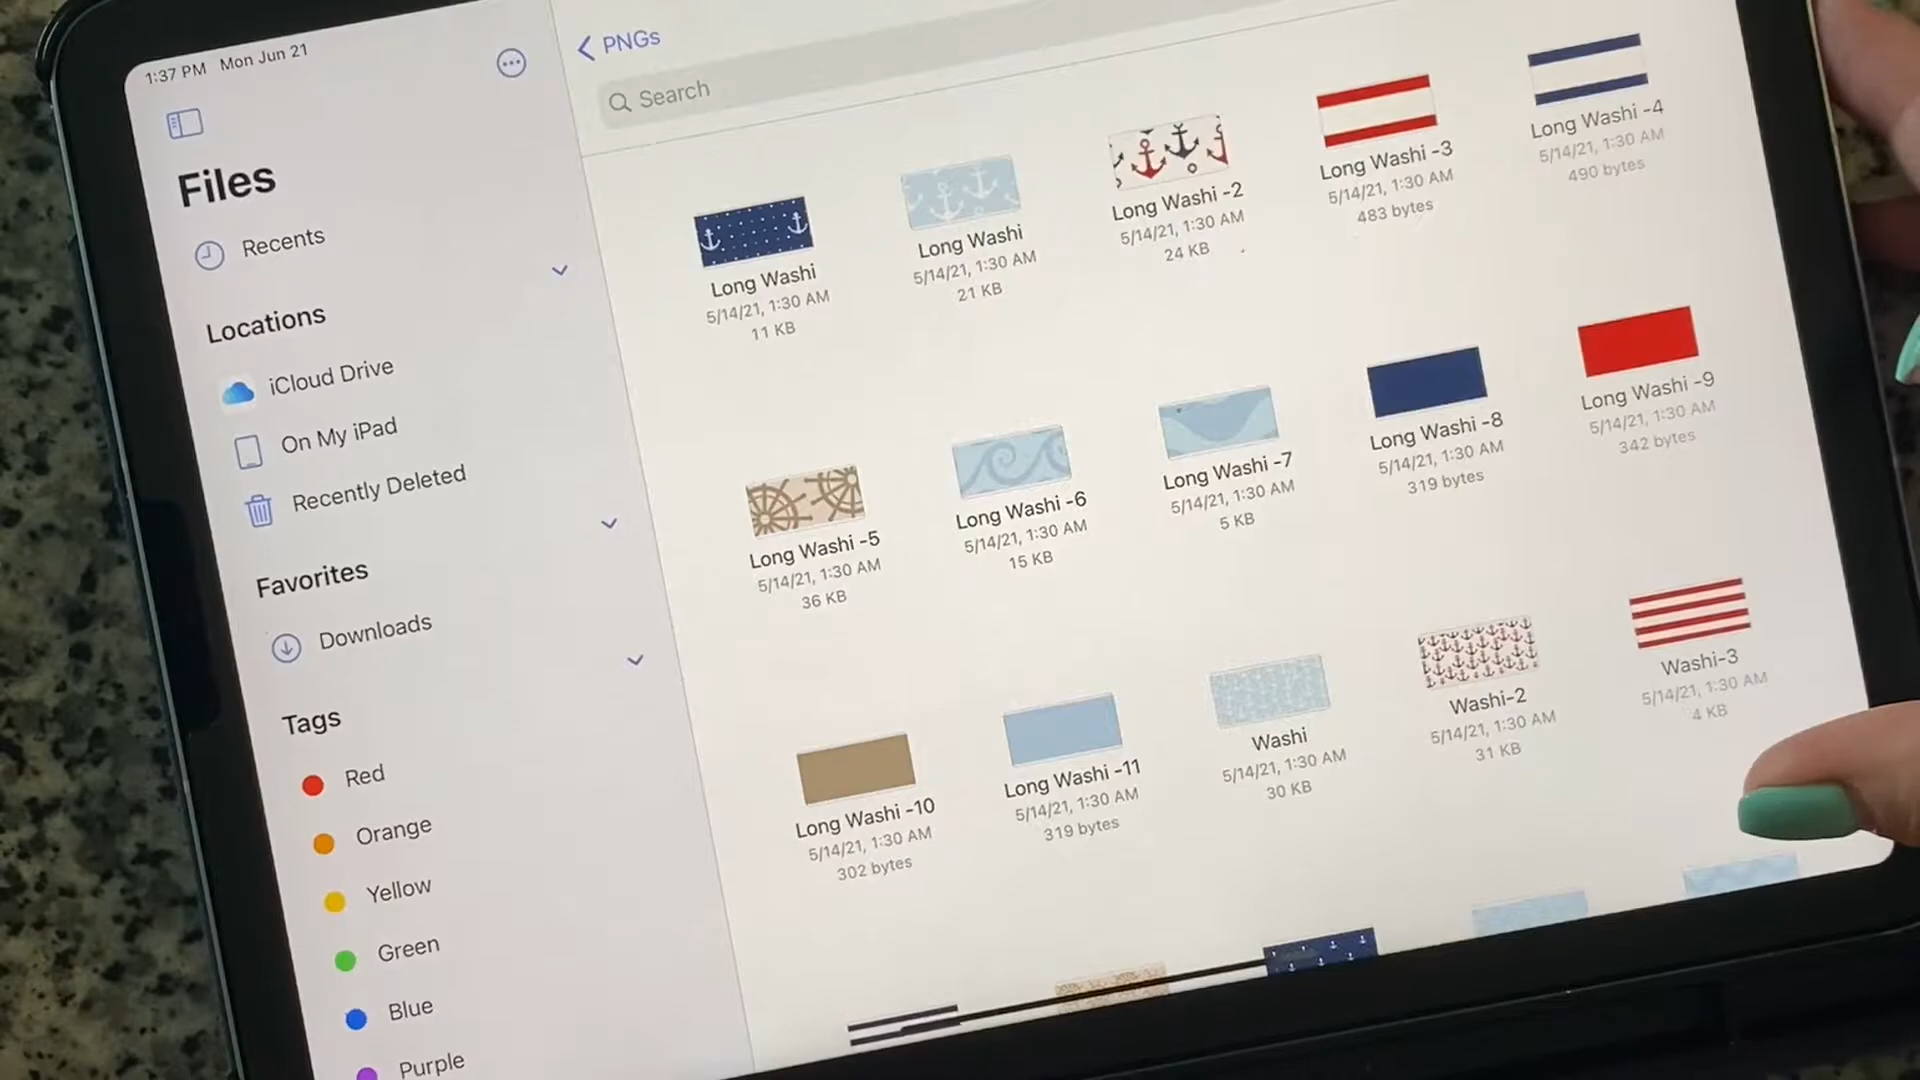 1:37 PM Mon Jun 21
Files
Recents
Locations
iCloud Drive
On My iPad
Recently Deleted
Favorites
Downloads
Tags
Red
Orange
Yellow
Green
Blue
Purple
PNGs
Search
Long Washi
5/14/21, 1:30 AM
11 KB
Long Washi
5/14/21, 1:30 AM
21 KB
Long Washi -2
5/14/21, 1:30 AM
24 KB
Long Washi -3
5/14/21, 1:30 AM
483 bytes
Long Washi -4
5/14/21, 1:30 AM
490 bytes
Long Washi -5
5/14/21, 1:30 AM
36 KB
Long Washi -6
5/14/21, 1:30 AM
15 KB
Long Washi -7
5/14/21, 1:30 AM
5 KB
Long Washi -8
5/14/21, 1:30 AM
319 bytes
Long Washi -9
5/14/21, 1:30 AM
342 bytes
Long Washi -10
5/14/21, 1:30 AM
302 bytes
Long Washi -11
5/14/21, 1:30 AM
319 bytes
Washi
5/14/21, 1:30 AM
30 KB
Washi-2
5/14/21, 1:30 AM
31 KB
Washi-3
5/14/21, 1:30 AM
4 KB